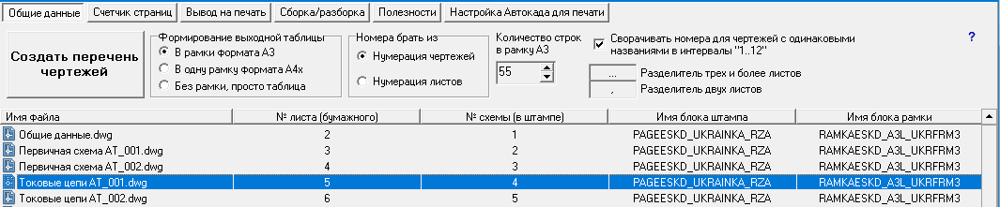 Общие данные Счетчик страниц Вывод на печать Сборка/разборка Полезности Настройка Автокада для печати
Создать перечень
чертежей
Формирование выходной таблицы
В рамки формата А3
В одну рамку формата А4х
Без рамки, просто таблица
Номера брать из
Нумерация чертежей
Нумерация листов
Количество строк
в рамку А3
55
Сворачивать номера для чертежей с одинаковыми
названиями в интервалы "1..12"
?
... Разделитель трех и более листов
, Разделитель двух листов
Имя файла № листа (бумажного) № схемы (в штампе) Имя блока штампа Имя блока рамки
Общие данные.dwg 2 1 PAGEESKD_UKRAINKA_RZA RAMKAESKD_A3L_UKRFRM3
Первичная схема АТ_001.dwg 3 2 PAGEESKD_UKRAINKA_RZA RAMKAESKD_A3L_UKRFRM3
Первичная схема АТ_002.dwg 4 3 PAGEESKD_UKRAINKA_RZA RAMKAESKD_A3L_UKRFRM3
Токовые цепи АТ_001.dwg 5 4 PAGEESKD_UKRAINKA_RZA RAMKAESKD_A3L_UKRFRM3
Токовые цепи АТ_002.dwg 6 5 PAGEESKD_UKRAINKA_RZA RAMKAESKD_A3L_UKRFRM3